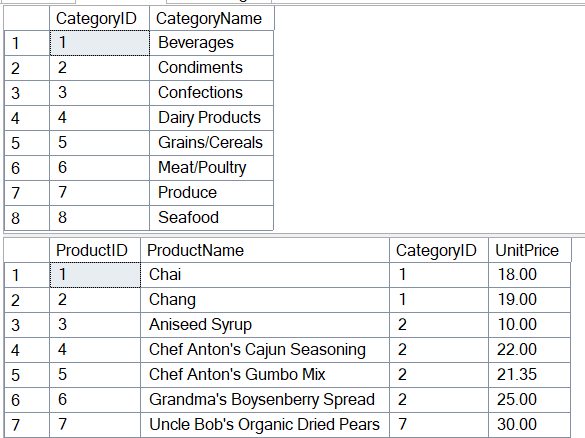 CategoryID CategoryName
1 1 Beverages
2 2 Condiments
3 3 Confections
4 4 Dairy Products
5 5 Grains/Cereals
6 6 Meat/Poultry
7 7 Produce
8 8 Seafood
ProductID ProductName CategoryID UnitPrice
1 1 Chai 1 18.00
2 2 Chang 1 19.00
3 3 Aniseed Syrup 2 10.00
4 4 Chef Anton's Cajun Seasoning 2 22.00
5 5 Chef Anton's Gumbo Mix 2 21.35
6 6 Grandma's Boysenberry Spread 2 25.00
7 7 Uncle Bob's Organic Dried Pears 7 30.00